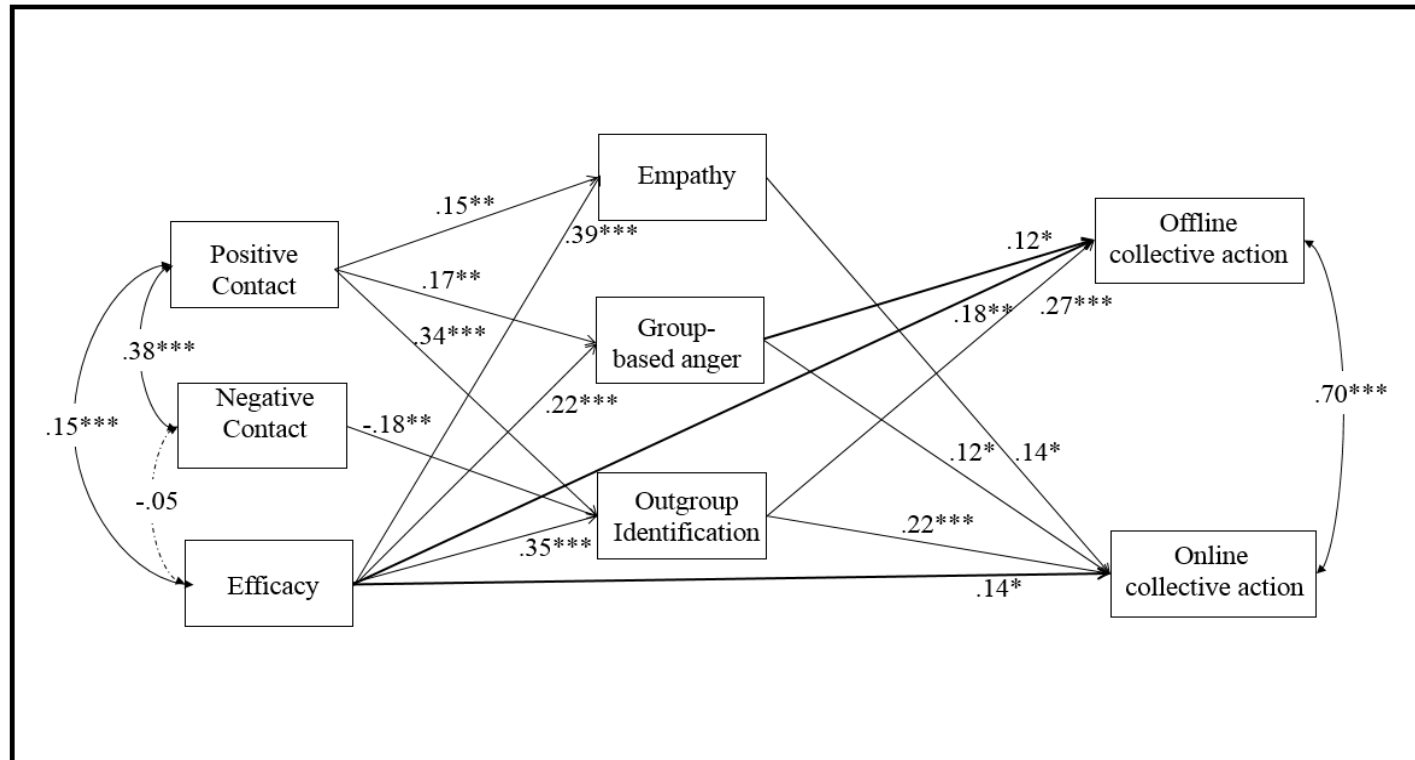 Empathy
Offline
collective action
.15**
.39***
.12*
Positive
Contact
.17**
Group-
based anger
.18**
.27***
.34***
.38***
Negative
Contact
.22***
.70***
.15***
-.18**
.12*
.14*
-.05
Outgroup
Identification
.22***
.35***
Online
collective action
Efficacy
.14*